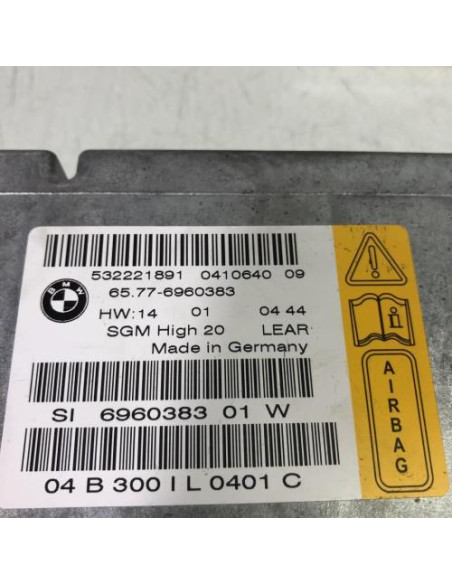 532221891 0410640 09
BMW
65.77-6960383
HW:14 01 04 44
SGM High 20 LEAR
Made in Germany
SI 6960383 01 W
04 B 300 I L 0401 C
AIRBAG